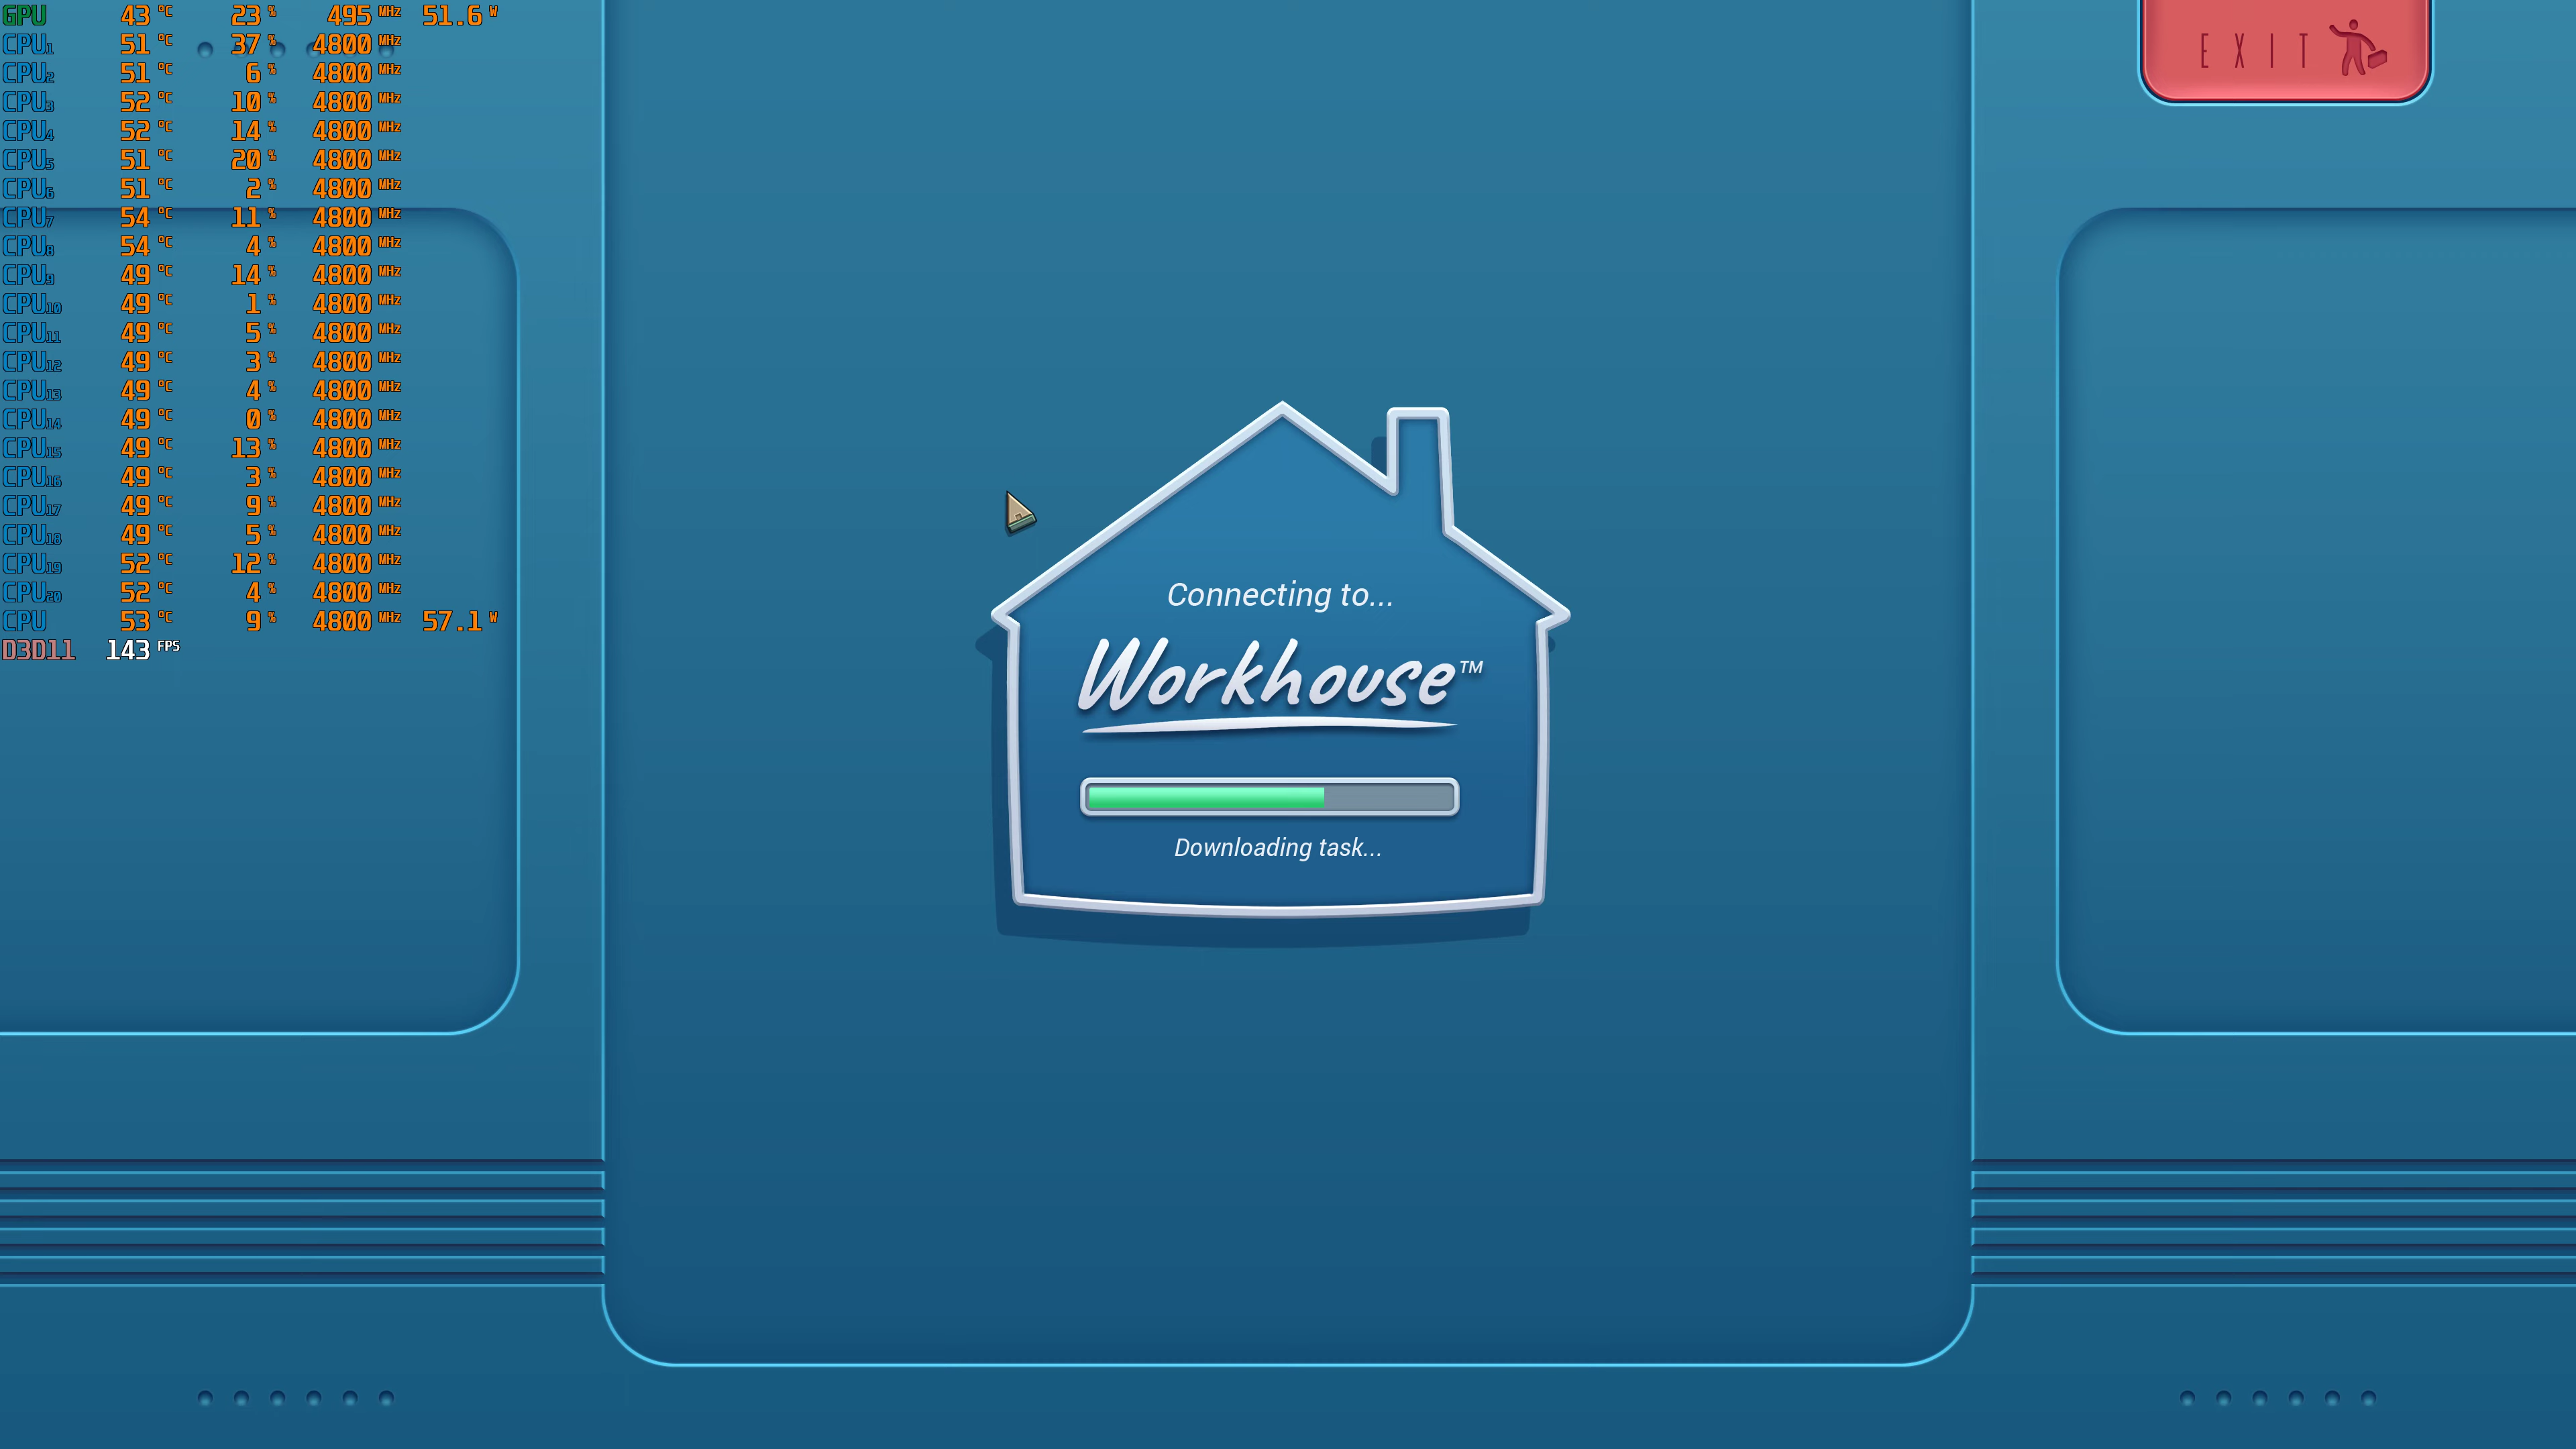 GPU 43 °C 23 % 495 MHz 51.6 W
CPU1 51 °C 37 % 4800 MHz
CPU2 51 °C 6 % 4800 MHz
CPU3 52 °C 10 % 4800 MHz
CPU4 52 °C 14 % 4800 MHz
CPU5 51 °C 20 % 4800 MHz
CPU6 51 °C 2 % 4800 MHz
CPU7 54 °C 11 % 4800 MHz
CPU8 54 °C 4 % 4800 MHz
CPU9 49 °C 14 % 4800 MHz
CPU10 49 °C 1 % 4800 MHz
CPU11 49 °C 5 % 4800 MHz
CPU12 49 °C 3 % 4800 MHz
CPU13 49 °C 4 % 4800 MHz
CPU14 49 °C 0 % 4800 MHz
CPU15 49 °C 13 % 4800 MHz
CPU16 49 °C 3 % 4800 MHz
CPU17 49 °C 9 % 4800 MHz
CPU18 49 °C 5 % 4800 MHz
CPU19 52 °C 12 % 4800 MHz
CPU20 52 °C 4 % 4800 MHz
CPU 53 °C 9 % 4800 MHz 57.1 W
D3D11 143 FPS
EXIT
Connecting to...
Workhouse™
Downloading task...